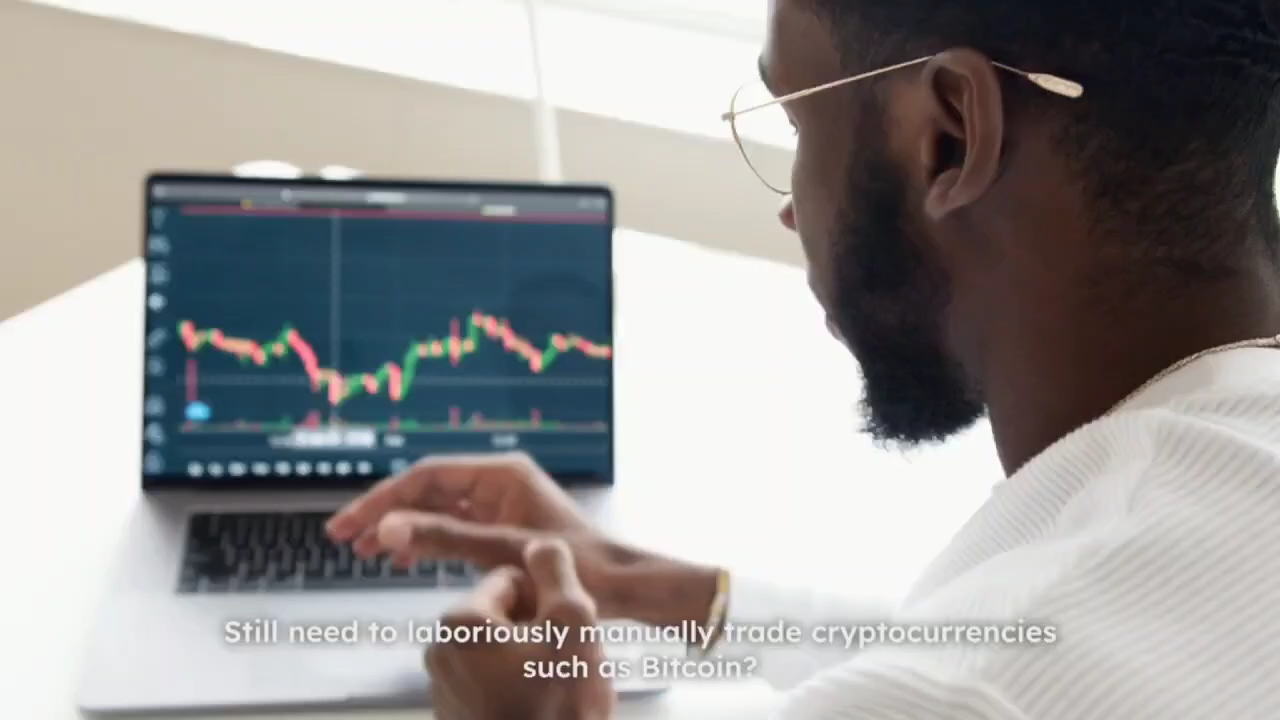 Still need to laboriously manually trade cryptocurrencies
such as Bitcoin?